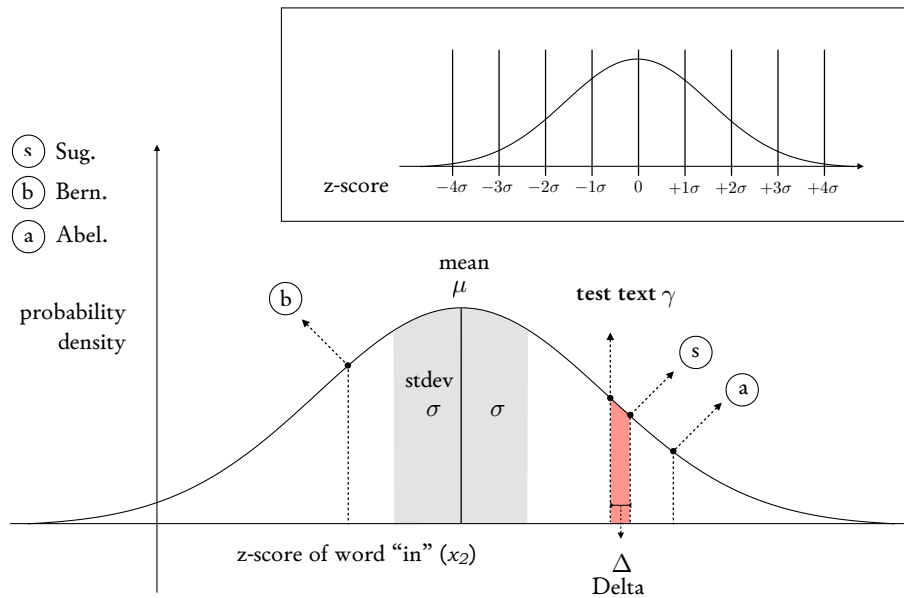 z-score
−4σ −3σ −2σ −1σ 0 +1σ +2σ +3σ +4σ
s Sug.
b Bern.
a Abel.
probability
density
mean
μ
b
test text γ
s
a
stdev
σ σ
z-score of word “in” (x2)
Δ
Delta